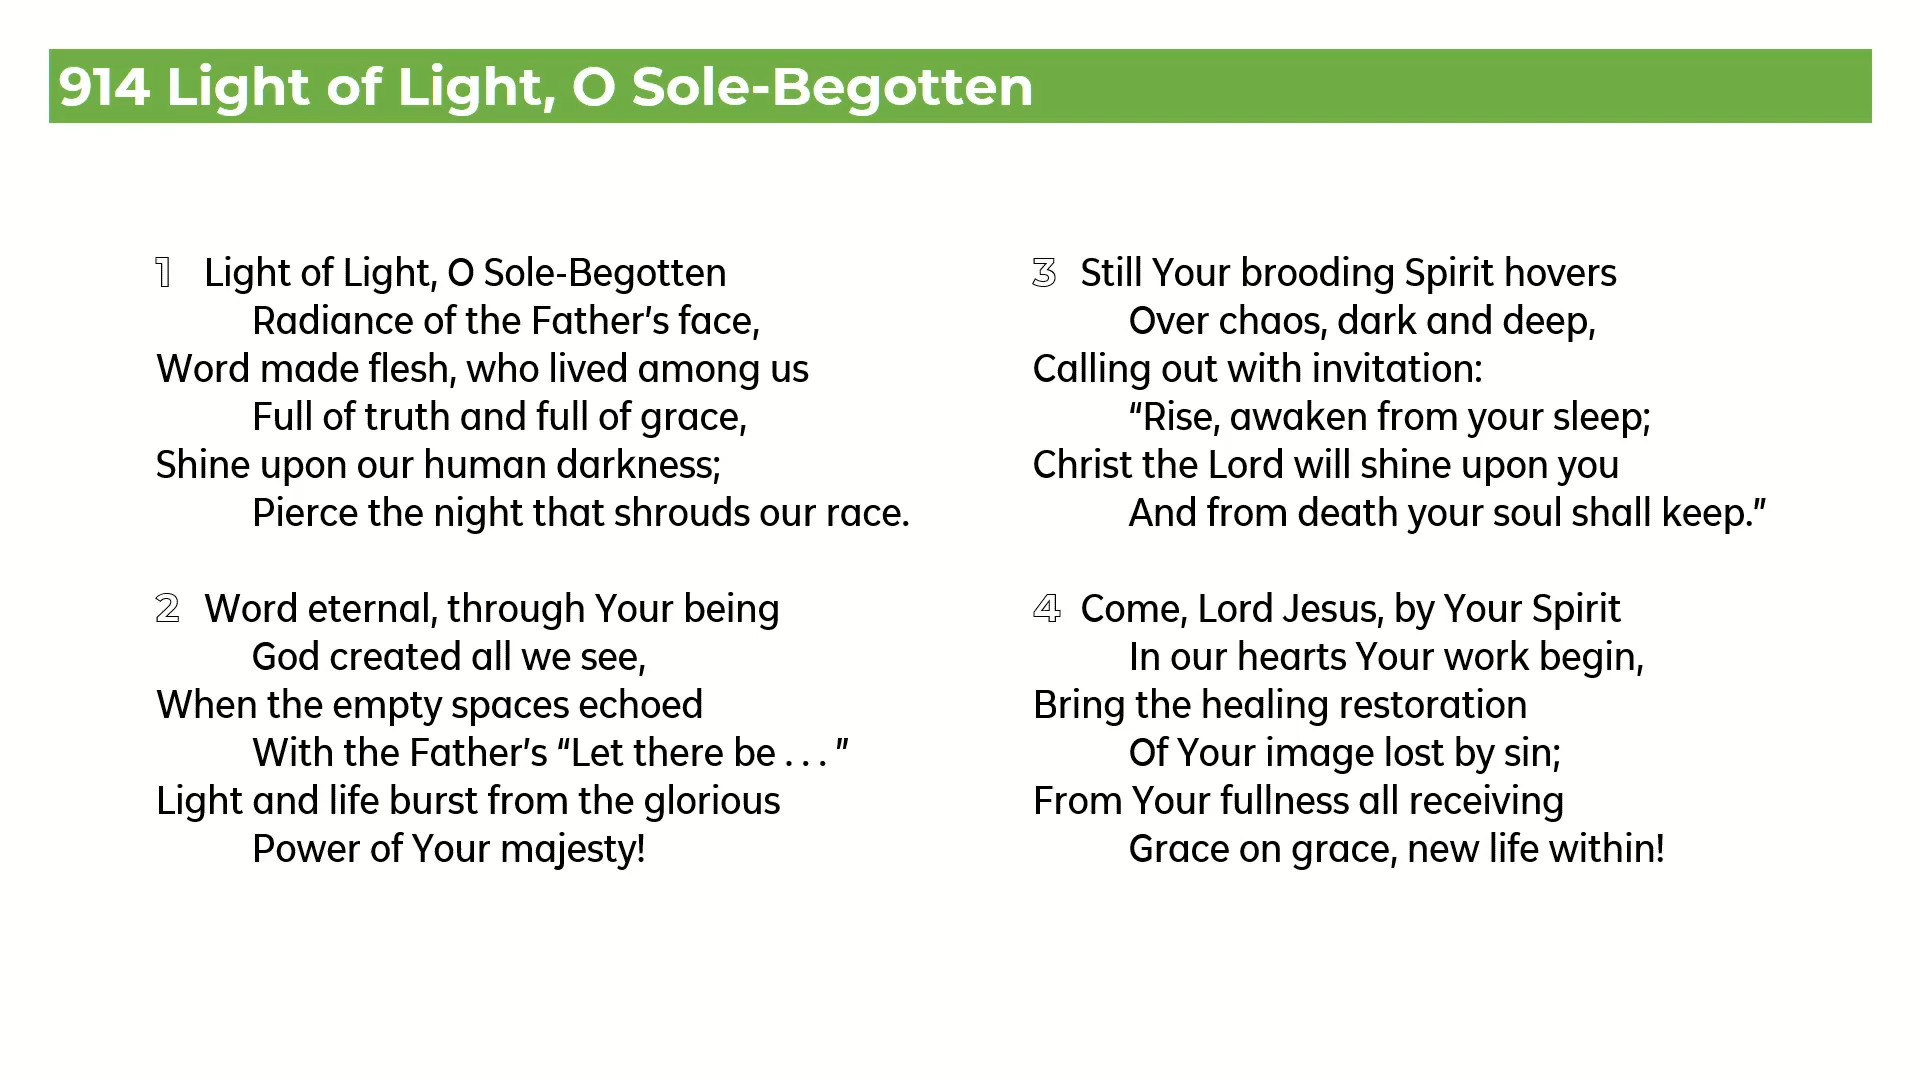 914 Light of Light, O Sole-Begotten
1 Light of Light, O Sole-Begotten
Radiance of the Father’s face,
Word made flesh, who lived among us
Full of truth and full of grace,
Shine upon our human darkness;
Pierce the night that shrouds our race.
2 Word eternal, through Your being
God created all we see,
When the empty spaces echoed
With the Father’s “Let there be . . . ”
Light and life burst from the glorious
Power of Your majesty!
3 Still Your brooding Spirit hovers
Over chaos, dark and deep,
Calling out with invitation:
“Rise, awaken from your sleep;
Christ the Lord will shine upon you
And from death your soul shall keep.”
4 Come, Lord Jesus, by Your Spirit
In our hearts Your work begin,
Bring the healing restoration
Of Your image lost by sin;
From Your fullness all receiving
Grace on grace, new life within!